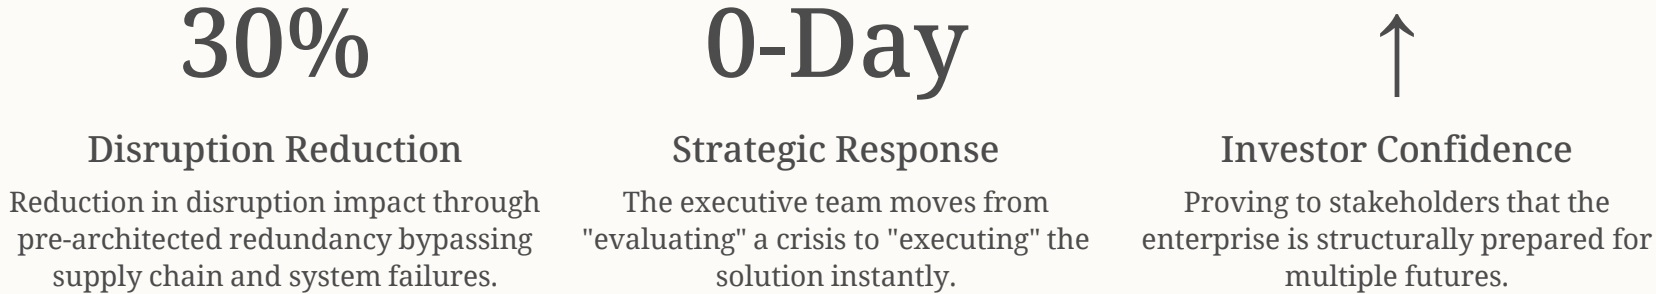 30%
Disruption Reduction
Reduction in disruption impact through
pre-architected redundancy bypassing
supply chain and system failures.
0-Day
Strategic Response
The executive team moves from
"evaluating" a crisis to "executing" the
solution instantly.
↑
Investor Confidence
Proving to stakeholders that the
enterprise is structurally prepared for
multiple futures.